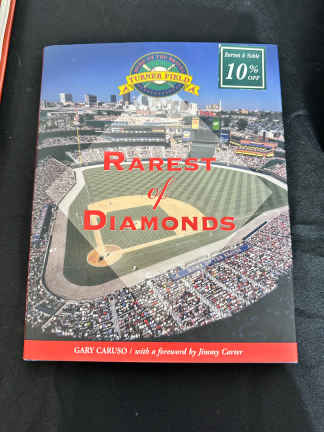 TURNER FIELD
Barnes & Noble
10% OFF
RAREST
of
DIAMONDS
GARY CARUSO / with a foreword by Jimmy Carter